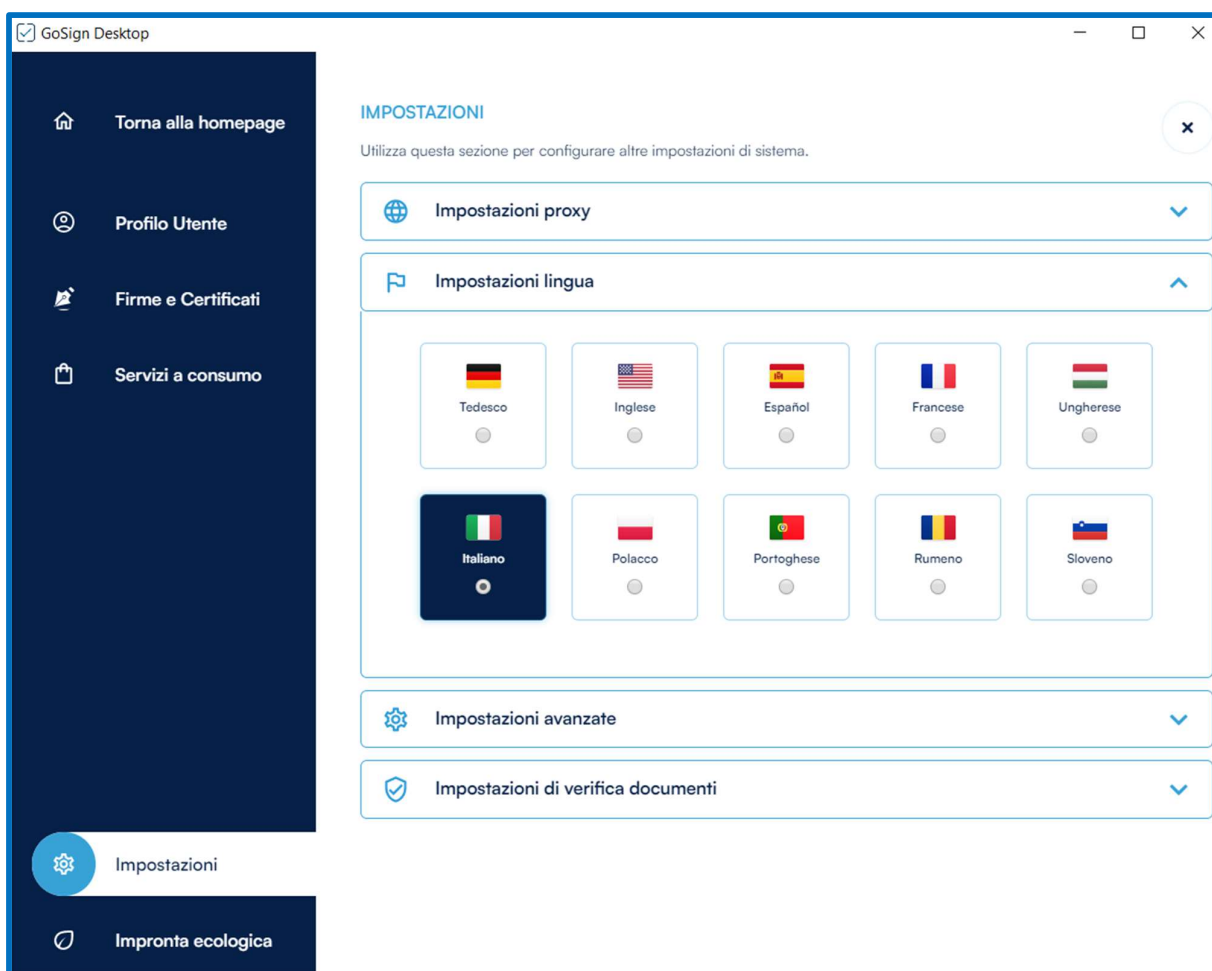 GoSign Desktop
Torna alla homepage
Profilo Utente
Firme e Certificati
Servizi a consumo
Impostazioni
Impronta ecologica
IMPOSTAZIONI
Utilizza questa sezione per configurare altre impostazioni di sistema.
Impostazioni proxy
Impostazioni lingua
Tedesco
Inglese
Español
Francese
Ungherese
Italiano
Polacco
Portoghese
Rumeno
Sloveno
Impostazioni avanzate
Impostazioni di verifica documenti